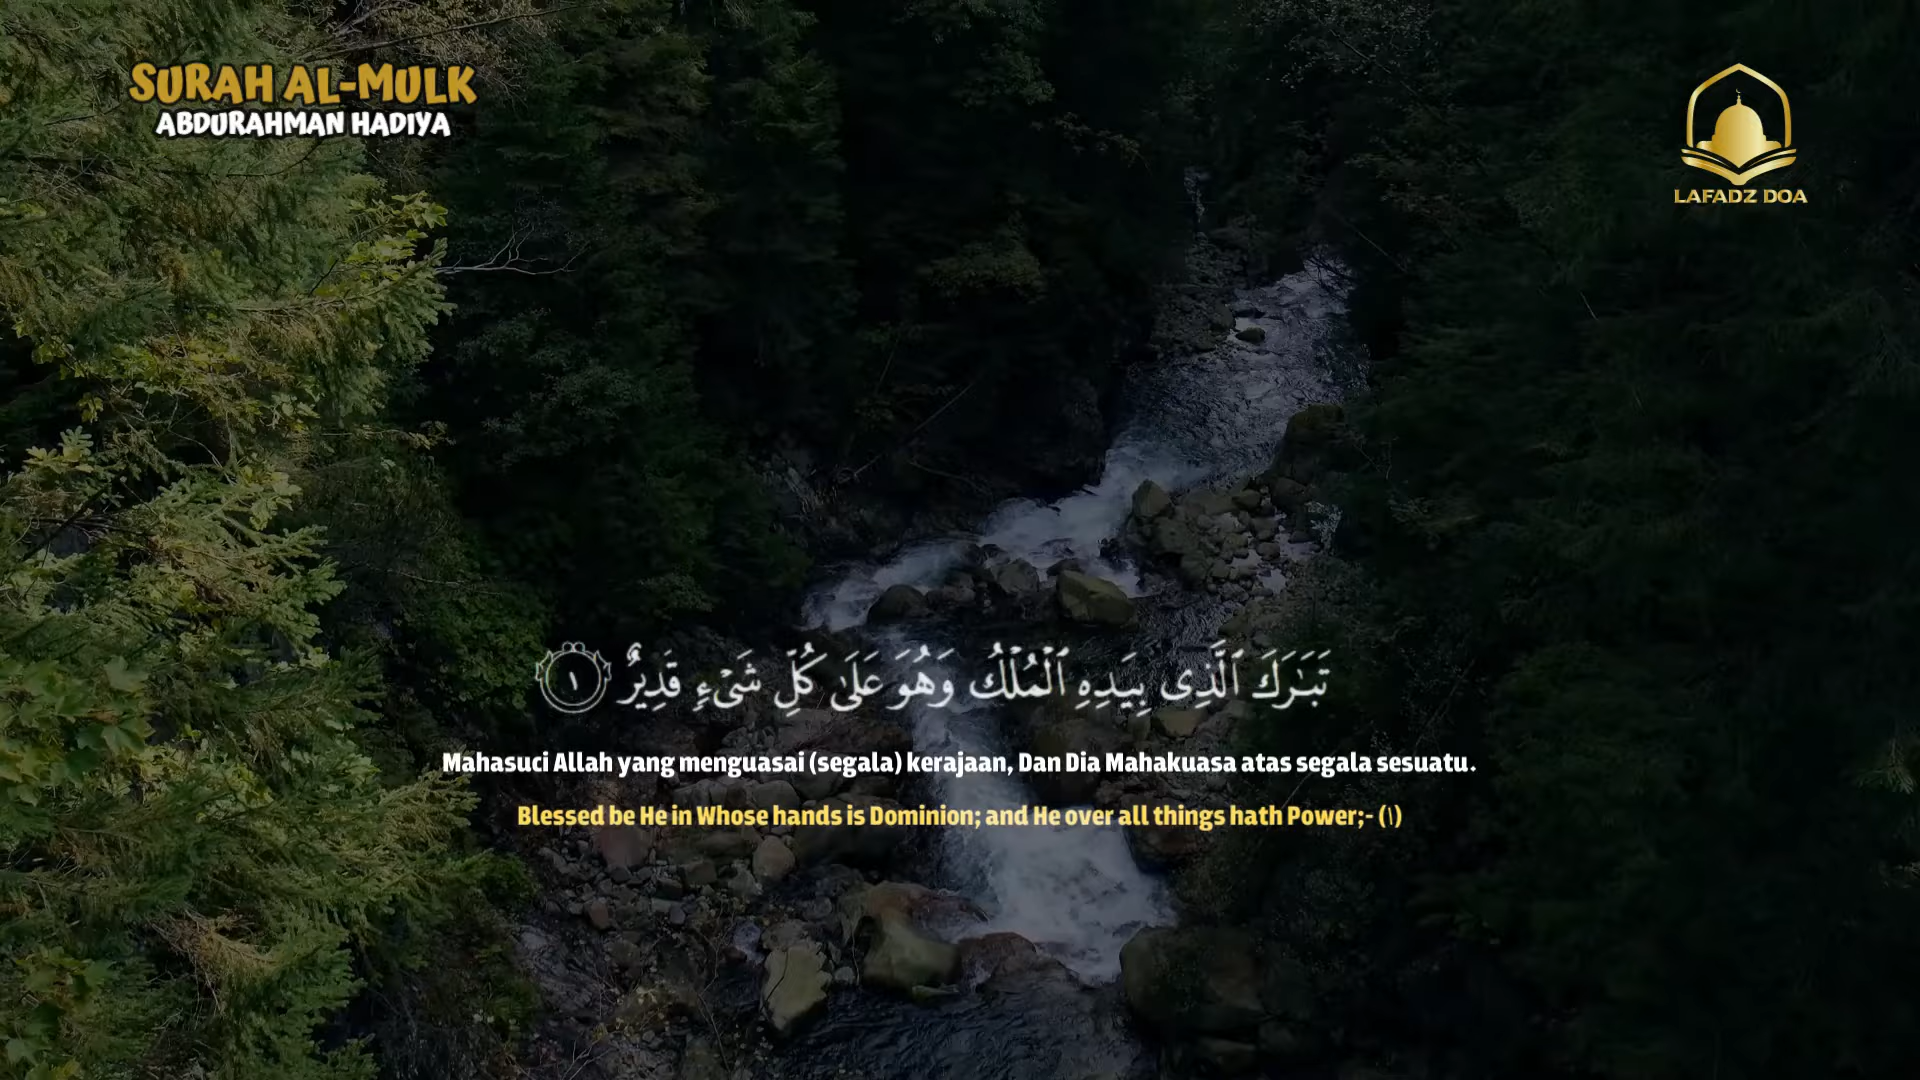 SURAH AL-MULK
ABDURAHMAN HADIYA
LAFADZ DOA
تَبَٰرَكَ ٱلَّذِى بِيَدِهِ ٱلْمُلْكُ وَهُوَ عَلَىٰ كُلِّ شَىْءٍ قَدِيرٌ ١
Mahasuci Allah yang menguasai (segala) kerajaan, Dan Dia Mahakuasa atas segala sesuatu.
Blessed be He in Whose hands is Dominion; and He over all things hath Power;- (١)